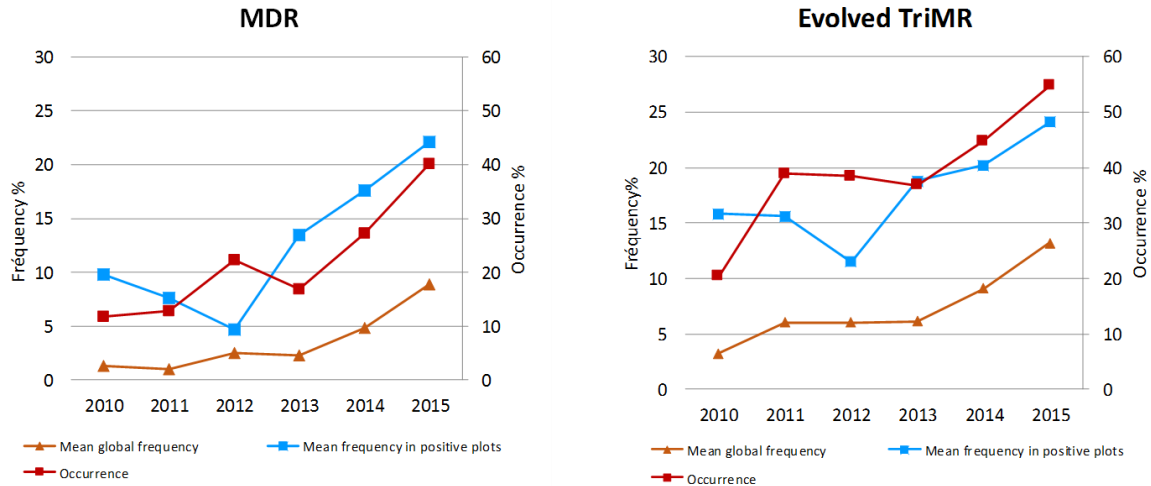 MDR
30
25
20
15
10
5
0
Fréquency %
60
50
40
30
20
10
0
Occurrence %
2010 2011 2012 2013 2014 2015
Mean global frequency
Mean frequency in positive plots
Occurrence
Evolved TriMR
30
25
20
15
10
5
0
Fréquency%
60
50
40
30
20
10
0
Occurrence %
2010 2011 2012 2013 2014 2015
Mean global frequency
Mean frequency in positive plots
Occurrence